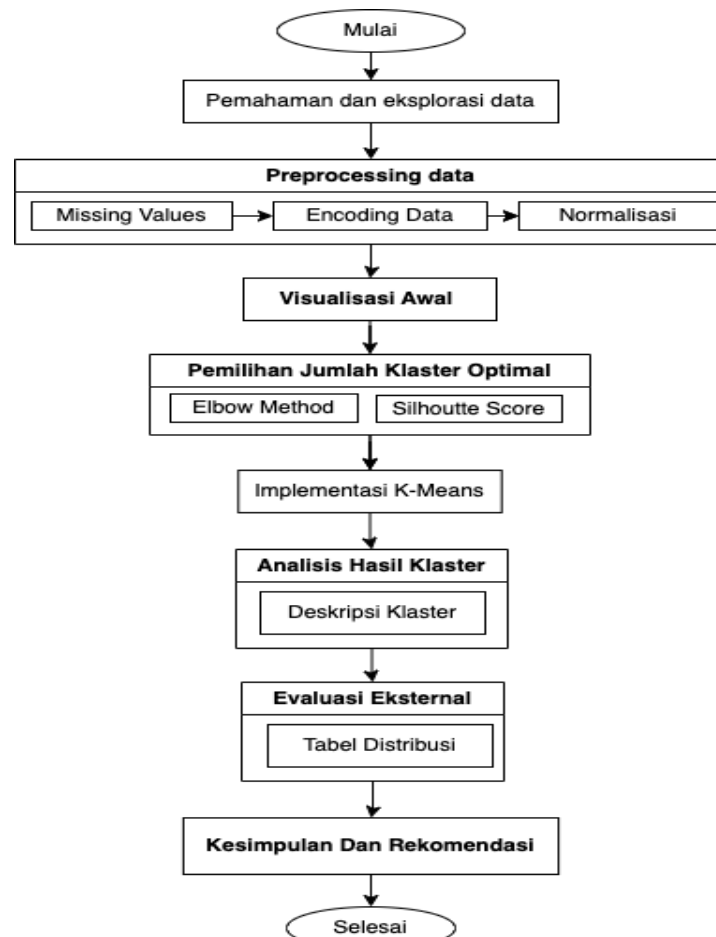 Mulai
Pemahaman dan eksplorasi data
Preprocessing data
Missing Values
Encoding Data
Normalisasi
Visualisasi Awal
Pemilihan Jumlah Klaster Optimal
Elbow Method
Silhoutte Score
Implementasi K-Means
Analisis Hasil Klaster
Deskripsi Klaster
Evaluasi Eksternal
Tabel Distribusi
Kesimpulan Dan Rekomendasi
Selesai